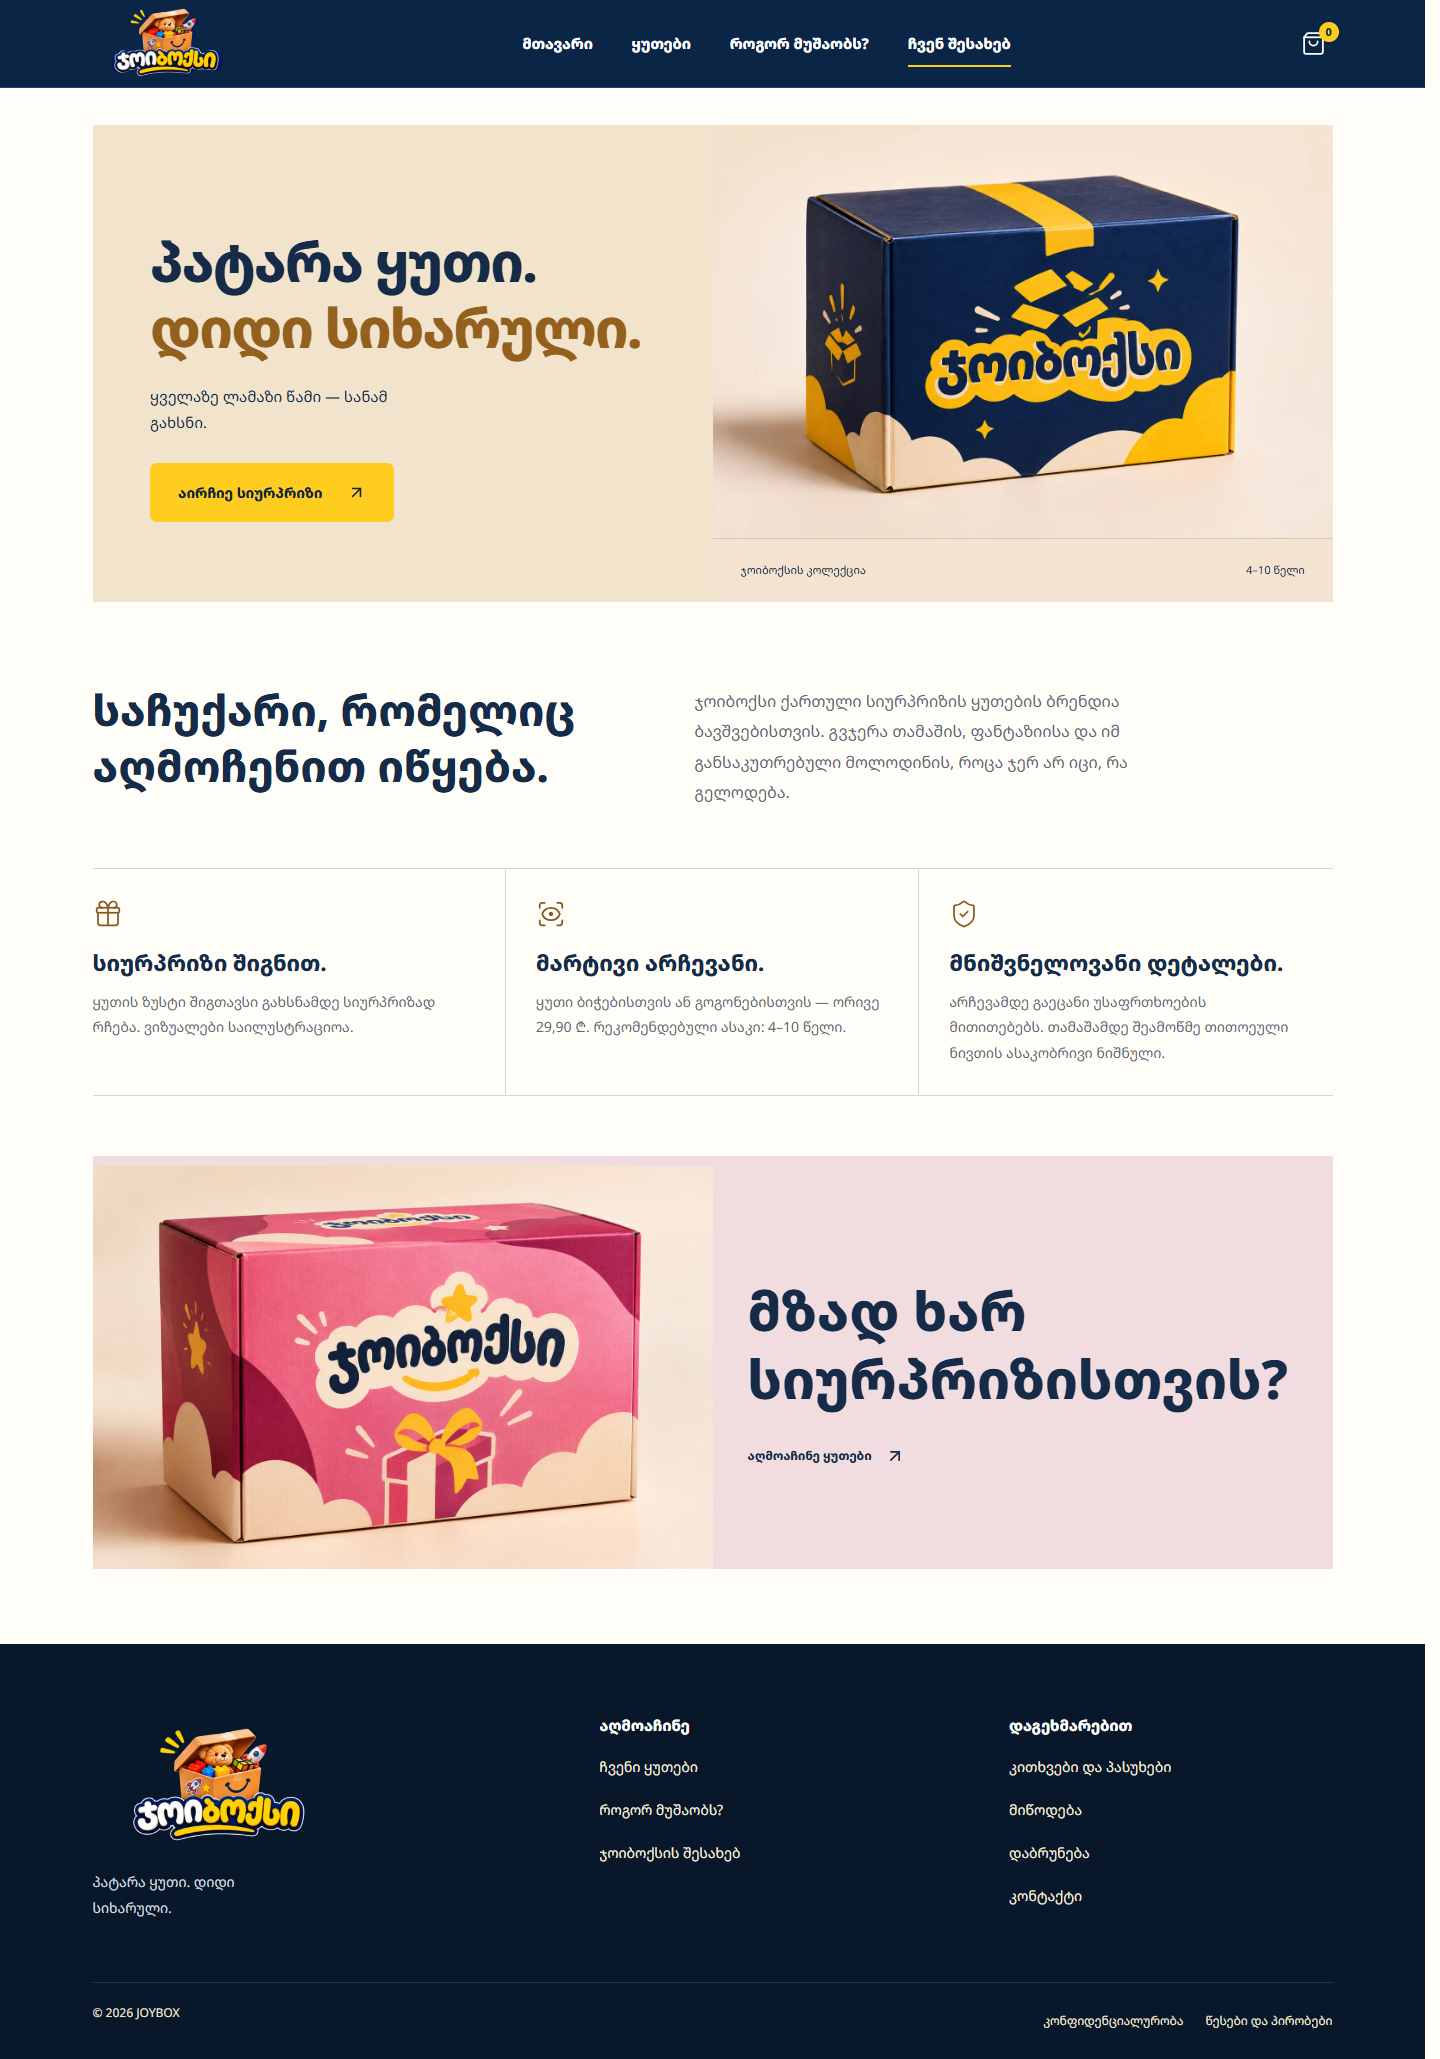 ჯოიბოქსი
მთავარი
ყუთები
როგორ მუშაობს?
ჩვენ შესახებ
0
პატარა ყუთი.
დიდი სიხარული.
ყველაზე ლამაზი წამი — სანამ
გახსნი.
აირჩიე სიურპრიზი
ჯოიბოქსი
ჯოიბოქსის კოლექცია
4–10 წელი
საჩუქარი, რომელიც
აღმოჩენით იწყება.
ჯოიბოქსი ქართული სიურპრიზის ყუთების ბრენდია
ბავშვებისთვის. გვჯერა თამაშის, ფანტაზიისა და იმ
განსაკუთრებული მოლოდინის, როცა ჯერ არ იცი, რა
გელოდება.
სიურპრიზი შიგნით.
ყუთის ზუსტი შიგთავსი გახსნამდე სიურპრიზად
რჩება. ვიზუალები საილუსტრაციოა.
მარტივი არჩევანი.
ყუთი ბიჭებისთვის ან გოგონებისთვის — ორივე
29,90 ₾. რეკომენდებული ასაკი: 4–10 წელი.
მნიშვნელოვანი დეტალები.
არჩევამდე გაეცანი უსაფრთხოების
მითითებებს. თამაშამდე შეამოწმე თითოეული
ნივთის ასაკობრივი ნიშნული.
ჯოიბოქსი
ჯოიბოქსი
მზად ხარ
სიურპრიზისთვის?
აღმოაჩინე ყუთები
ჯოიბოქსი
პატარა ყუთი. დიდი
სიხარული.
აღმოაჩინე
ჩვენი ყუთები
როგორ მუშაობს?
ჯოიბოქსის შესახებ
დაგეხმარებით
კითხვები და პასუხები
მიწოდება
დაბრუნება
კონტაქტი
© 2026 JOYBOX
კონფიდენციალურობა
წესები და პირობები